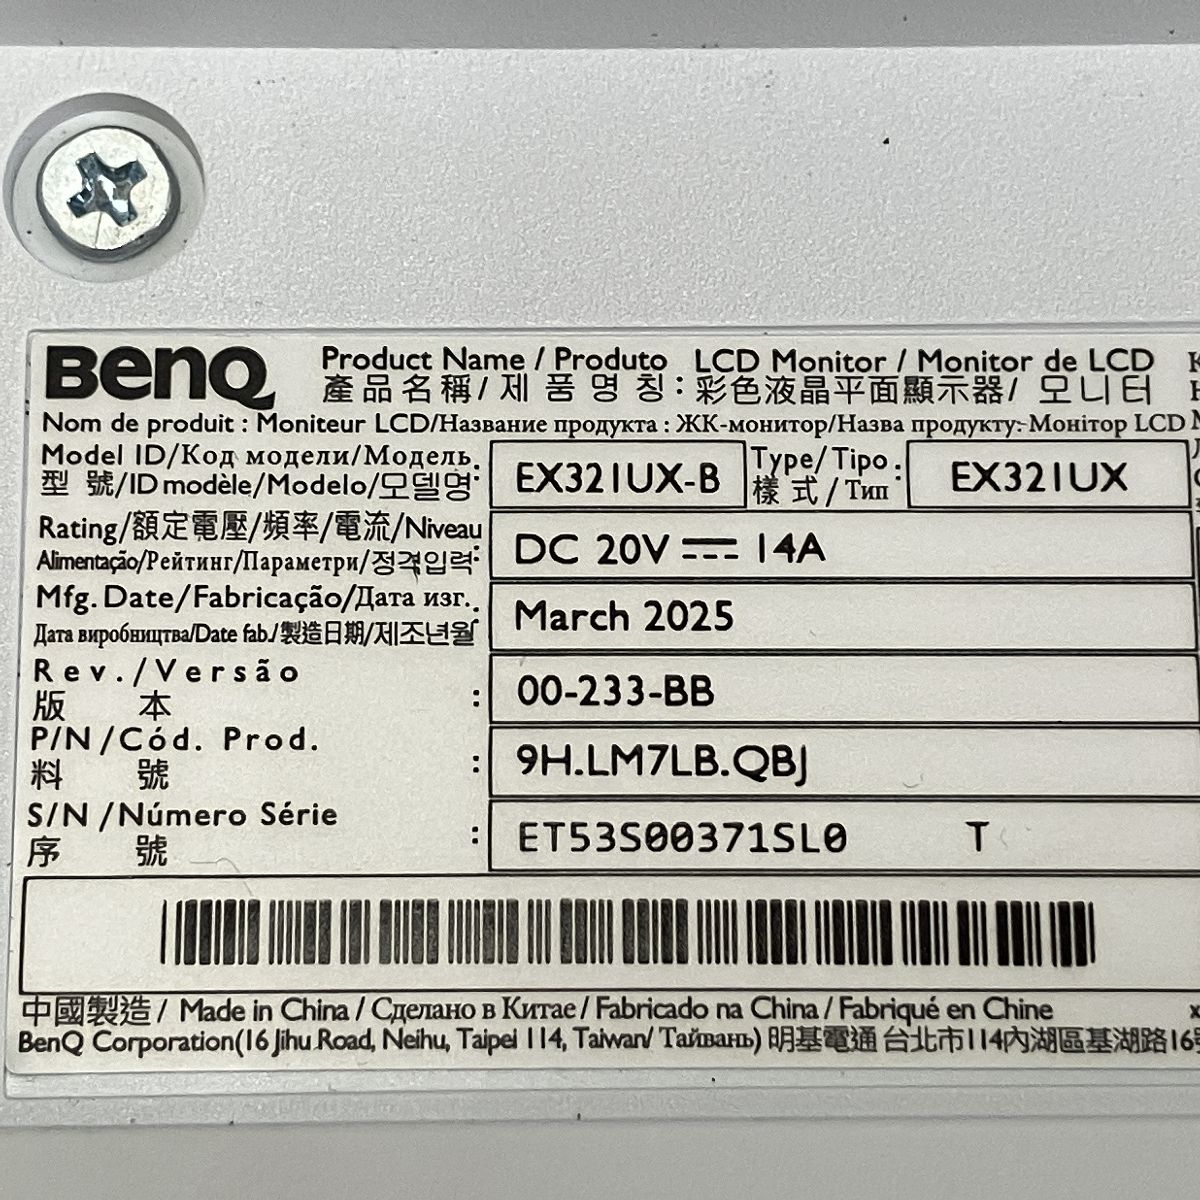 BenQ
Product Name / Produto LCD Monitor / Monitor de LCD
產品名稱/ 제 품 명 칭 : 彩色液晶平面顯示器/ 모니터
Nom de produit : Moniteur LCD/Название продукта : ЖК-монитор/Назва продукту: Монітор LCD
Model ID/Код модели/Модель
型 號/ID modèle/Modelo/모델명 : EX321UX-B
Type/Tipo
樣 式 / Тип : EX321UX
Rating/額定電壓/頻率/電流/Niveau
Alimentação/Рейтинг/Параметри/정격입력 : DC 20V ⎓ 14A
Mfg. Date/Fabricação/Дата изг.
Дата виробництва/Date fab./製造日期/제조년월 : March 2025
Rev./Versão
版 本 : 00-233-BB
P/N /Cód. Prod.
料 號 : 9H.LM7LB.QBJ
S/N /Número Série
序 號 : ET53S00371SL0 T
中國製造/ Made in China / Сделано в Китае / Fabricado na China / Fabriqué en Chine
BenQ Corporation(16 Jihu Road, Neihu, Taipei 114, Taiwan/ Тайвань) 明基電通 台北市114內湖區基湖路16號